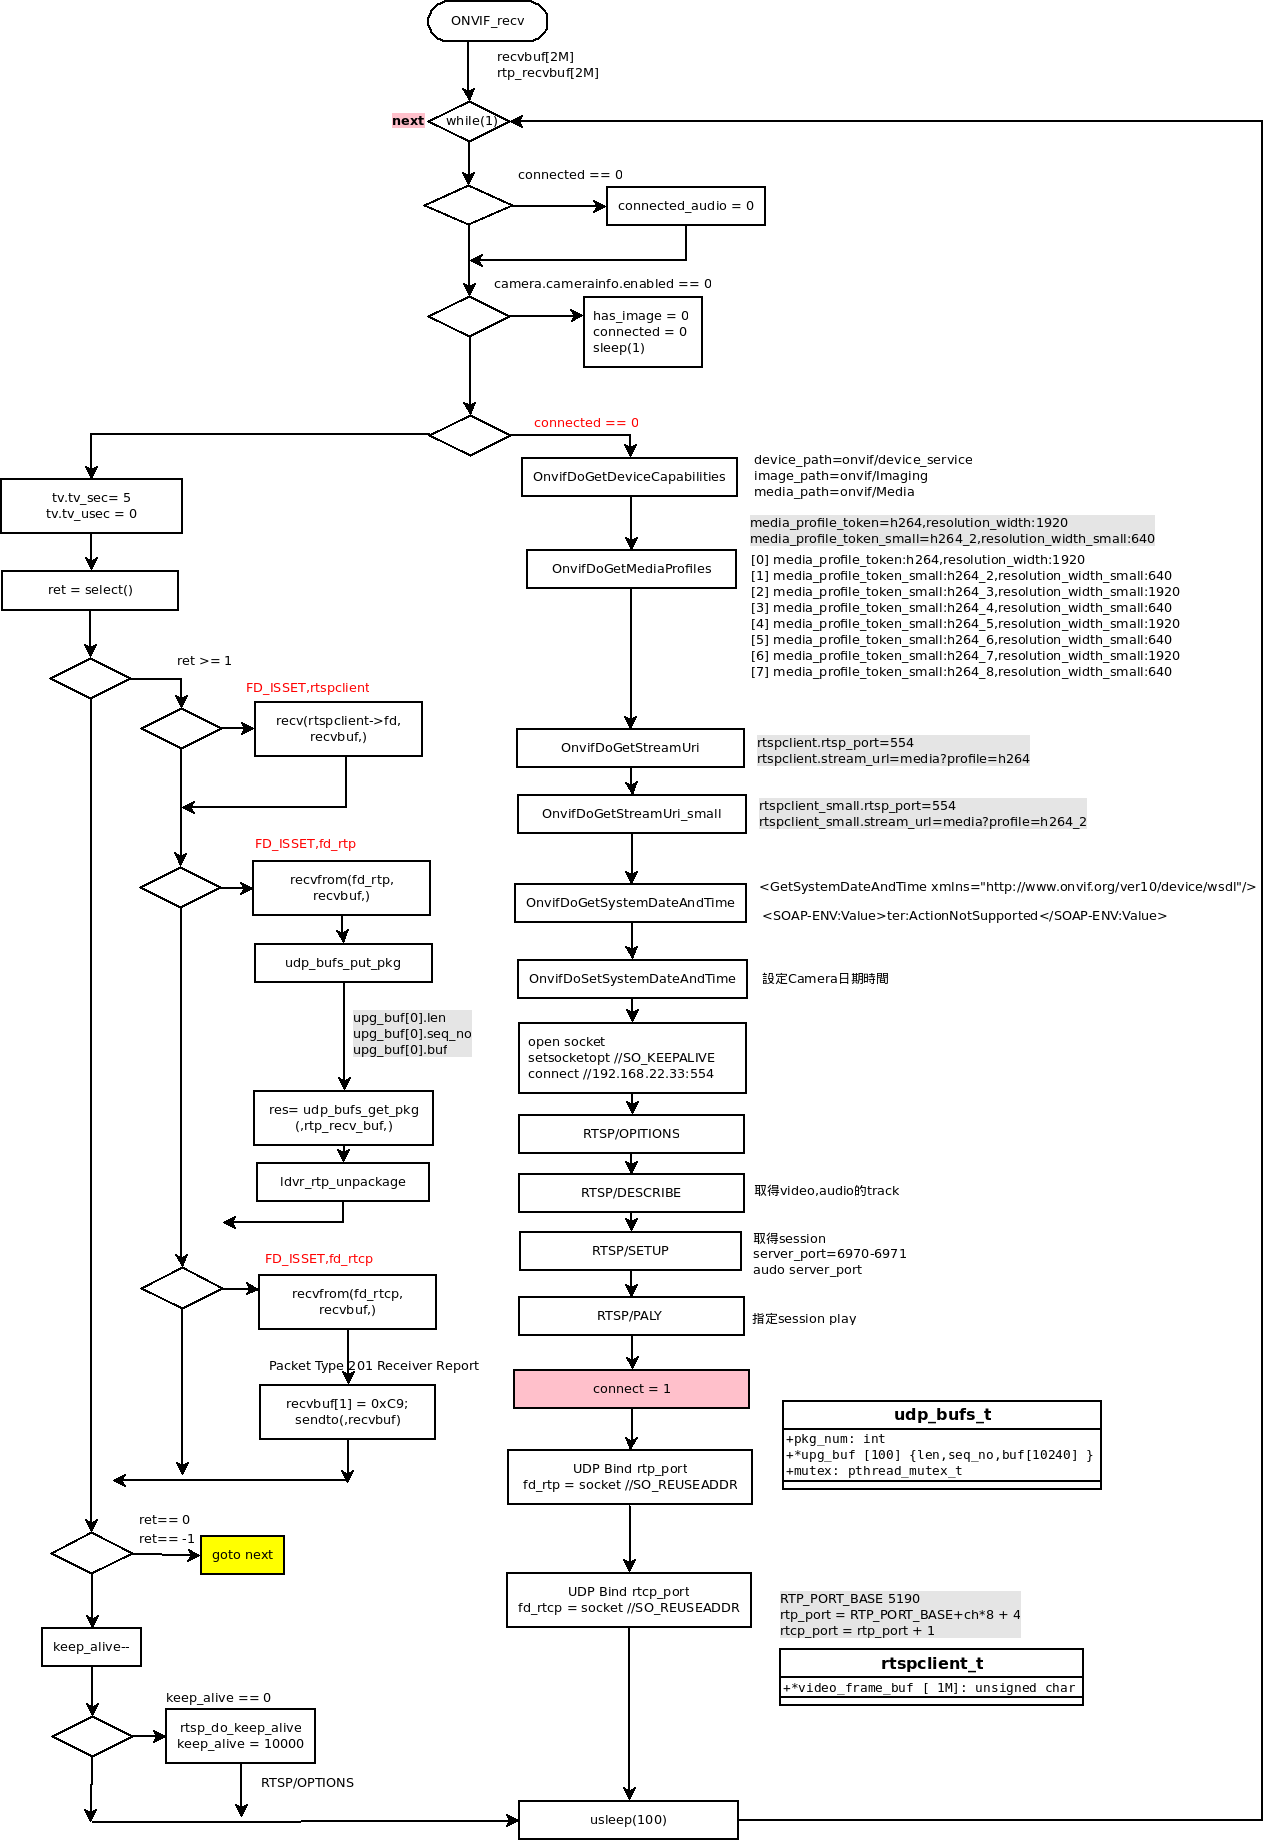 ONVIF_recv
recvbuf[2M]
rtp_recvbuf[2M]
next
while(1)
connected == 0
connected_audio = 0
camera.camerainfo.enabled == 0
has_image = 0
connected = 0
sleep(1)
connected == 0
OnvifDoGetDeviceCapabilities
device_path=onvif/device_service
image_path=onvif/Imaging
media_path=onvif/Media
media_profile_token=h264,resolution_width:1920
media_profile_token_small=h264_2,resolution_width_small:640
OnvifDoGetMediaProfiles
[0] media_profile_token:h264,resolution_width:1920
[1] media_profile_token_small:h264_2,resolution_width_small:640
[2] media_profile_token_small:h264_3,resolution_width_small:1920
[3] media_profile_token_small:h264_4,resolution_width_small:640
[4] media_profile_token_small:h264_5,resolution_width_small:1920
[5] media_profile_token_small:h264_6,resolution_width_small:640
[6] media_profile_token_small:h264_7,resolution_width_small:1920
[7] media_profile_token_small:h264_8,resolution_width_small:640
OnvifDoGetStreamUri
rtspclient.rtsp_port=554
rtspclient.stream_url=media?profile=h264
OnvifDoGetStreamUri_small
rtspclient_small.rtsp_port=554
rtspclient_small.stream_url=media?profile=h264_2
OnvifDoGetSystemDateAndTime
<GetSystemDateAndTime xmlns="http://www.onvif.org/ver10/device/wsdl"/>
<SOAP-ENV:Value>ter:ActionNotSupported</SOAP-ENV:Value>
OnvifDoSetSystemDateAndTime
設定Camera日期時間
open socket
setsocketopt //SO_KEEPALIVE
connect //192.168.22.33:554
RTSP/OPITIONS
RTSP/DESCRIBE
取得video,audio的track
RTSP/SETUP
取得session
server_port=6970-6971
audo server_port
RTSP/PALY
指定session play
connect = 1
UDP Bind rtp_port
fd_rtp = socket //SO_REUSEADDR
UDP Bind rtcp_port
fd_rtcp = socket //SO_REUSEADDR
udp_bufs_t
+pkg_num: int
+*upg_buf [100] {len,seq_no,buf[10240] }
+mutex: pthread_mutex_t
RTP_PORT_BASE 5190
rtp_port = RTP_PORT_BASE+ch*8 + 4
rtcp_port = rtp_port + 1
rtspclient_t
+*video_frame_buf [ 1M]: unsigned char
tv.tv_sec= 5
tv.tv_usec = 0
ret = select()
ret >= 1
FD_ISSET,rtspclient
recv(rtspclient->fd,
recvbuf,)
FD_ISSET,fd_rtp
recvfrom(fd_rtp,
recvbuf,)
udp_bufs_put_pkg
upg_buf[0].len
upg_buf[0].seq_no
upg_buf[0].buf
res= udp_bufs_get_pkg
(,rtp_recv_buf,)
ldvr_rtp_unpackage
FD_ISSET,fd_rtcp
recvfrom(fd_rtcp,
recvbuf,)
Packet Type 201 Receiver Report
recvbuf[1] = 0xC9;
sendto(,recvbuf)
ret== 0
ret== -1
goto next
keep_alive--
keep_alive == 0
rtsp_do_keep_alive
keep_alive = 10000
RTSP/OPTIONS
usleep(100)